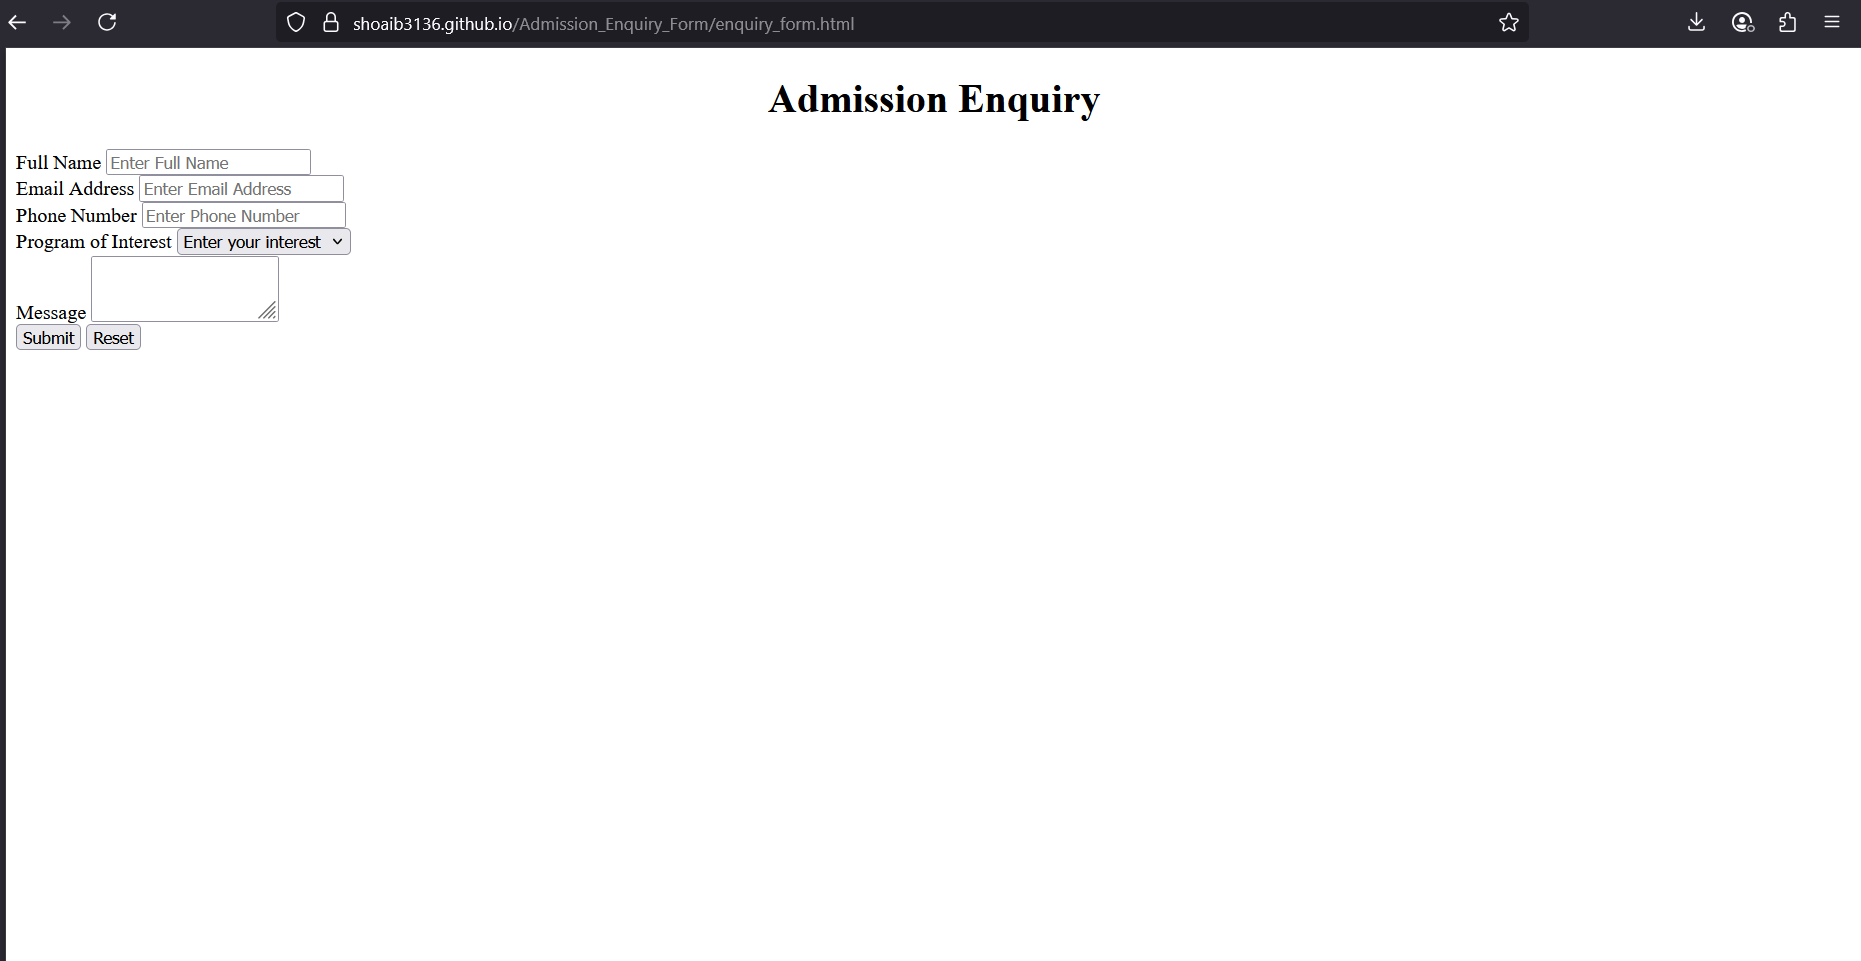 shoaib3136.github.io/Admission_Enquiry_Form/enquiry_form.html
Admission Enquiry
Full Name Enter Full Name
Email Address Enter Email Address
Phone Number Enter Phone Number
Program of Interest Enter your interest
Message
Submit Reset